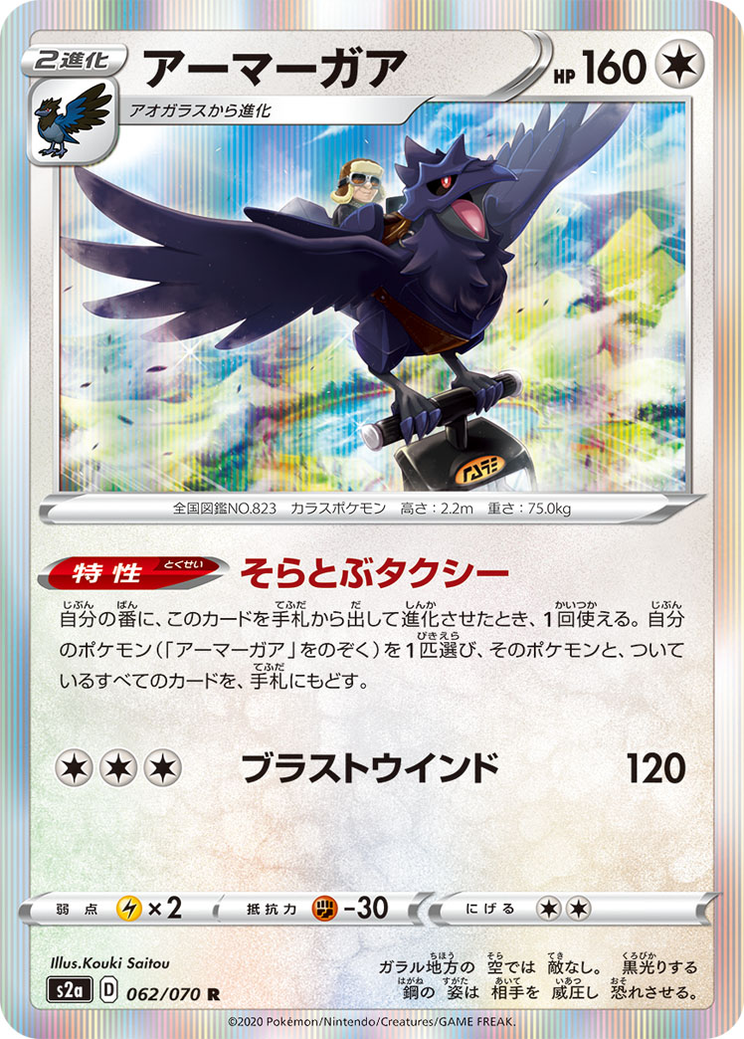 2進化
アーマーガア
HP 160
アオガラスから進化
全国図鑑NO.823 カラスポケモン 高さ:2.2m 重さ:75.0kg
特性 とくせい そらとぶタクシー
自分の番に、このカードを手札から出して進化させたとき、1回使える。自分
のポケモン(「アーマーガア」をのぞく)を1匹選び、そのポケモンと、ついて
いるすべてのカードを、手札にもどす。
ブラストウインド 120
弱点 ×2 抵抗力 -30 にげる
Illus.Kouki Saitou
s2a D 062/070 R
ガラル地方の 空では 敵なし。 黒光りする
鋼の 姿は 相手を 威圧し 恐れさせる。
©2020 Pokémon/Nintendo/Creatures/GAME FREAK.